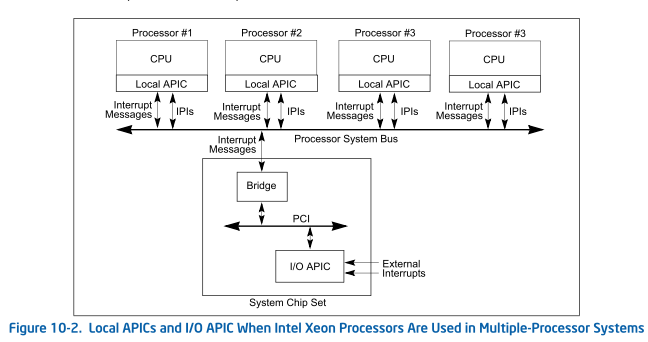 Processor #1 Processor #2 Processor #3 Processor #3
CPU CPU CPU CPU
Local APIC Local APIC Local APIC Local APIC
Interrupt Messages IPIs Interrupt Messages IPIs Interrupt Messages IPIs Interrupt Messages IPIs
Processor System Bus
Interrupt
Messages
Bridge
PCI
I/O APIC
External
Interrupts
System Chip Set
Figure 10-2. Local APICs and I/O APIC When Intel Xeon Processors Are Used in Multiple-Processor Systems